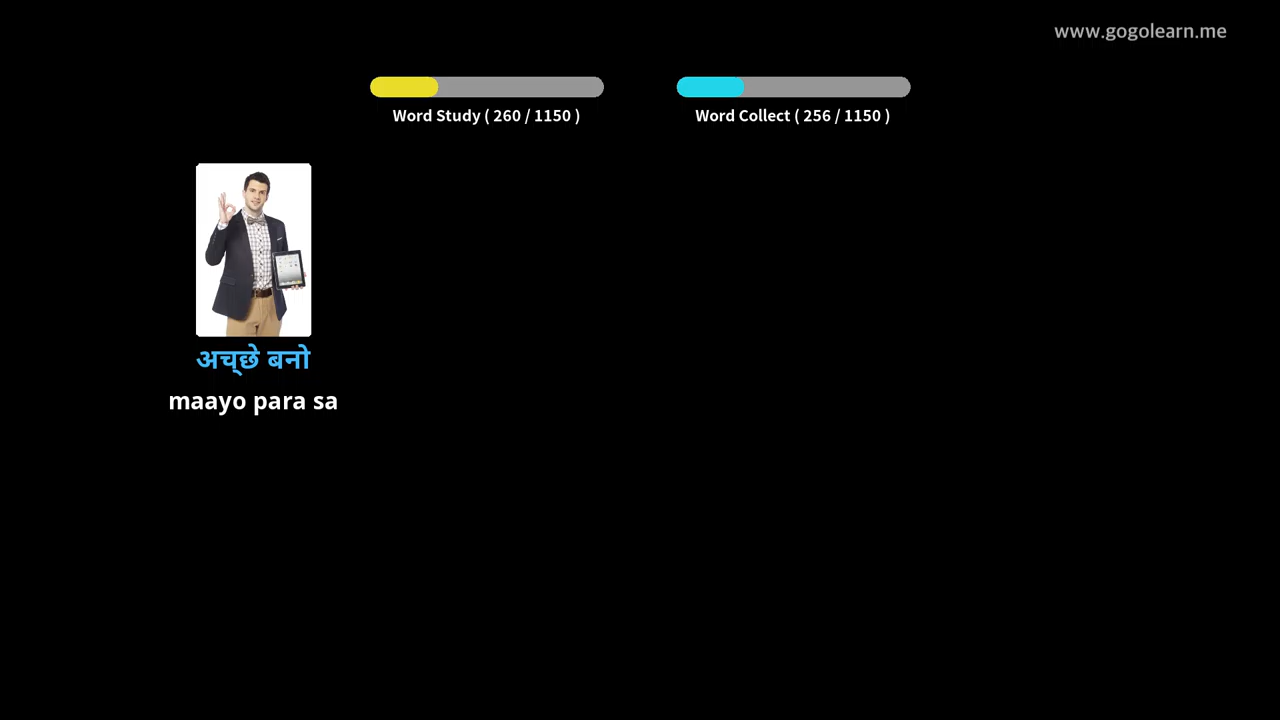 www.gogolearn.me
Word Study ( 260 / 1150 )
Word Collect ( 256 / 1150 )
अच्छे बनो
maayo para sa